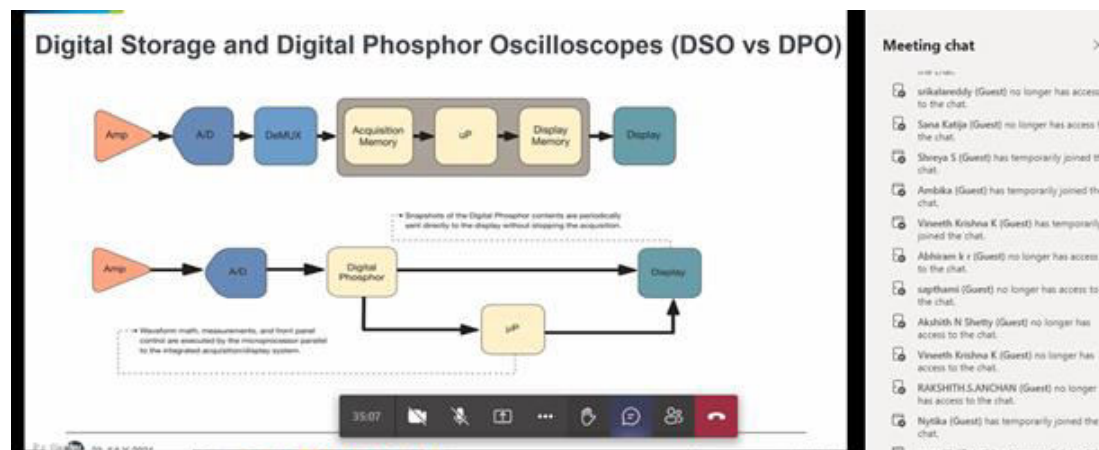 Digital Storage and Digital Phosphor Oscilloscopes (DSO vs DPO)
Amp
A/D
DeMUX
Acquisition
Memory
uP
Display
Memory
Display
• Snapshots of the Digital Phosphor contents are periodically
sent directly to the display without stopping the acquisition.
Amp
A/D
Digital
Phosphor
Display
µP
• Waveform math, measurements, and front panel
control are executed by the microprocessor parallel
to the integrated acquisition/display system.
35:07
Meeting chat
srikalareddy (Guest) no longer has access
to the chat.
Sana Katija (Guest) no longer has access
the chat.
Shreya S (Guest) has temporarily joined th
chat.
Ambika (Guest) has temporarily joined the
chat.
Vineeth Krishna K (Guest) has temporarily
joined the chat.
Abhiram k r (Guest) no longer has access
to the chat.
sapthami (Guest) no longer has access to
the chat.
Akshith N Shetty (Guest) no longer has
access to the chat.
Vineeth Krishna K (Guest) no longer has
access to the chat.
RAKSHITH.S.ANCHAN (Guest) no longer
has access to the chat.
Nytika (Guest) has temporarily joined the
chat.